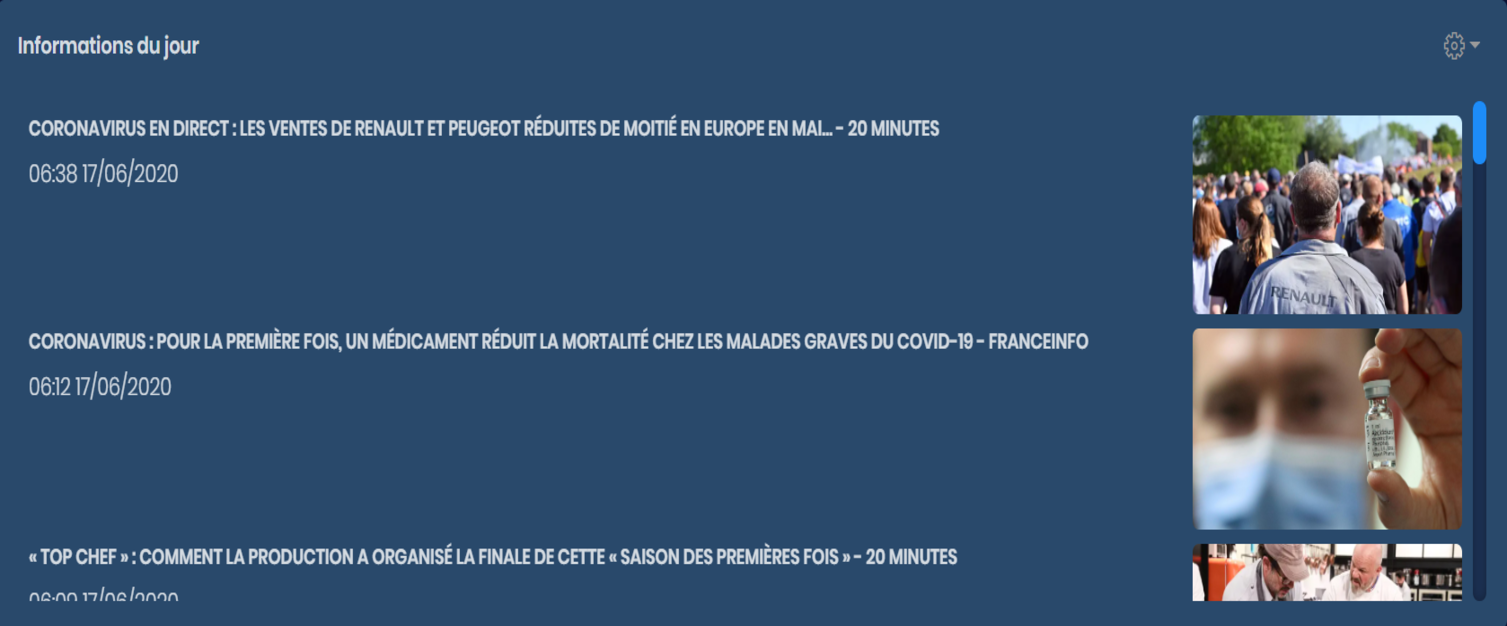 Informations du jour
CORONAVIRUS EN DIRECT : LES VENTES DE RENAULT ET PEUGEOT RÉDUITES DE MOITIÉ EN EUROPE EN MAI... - 20 MINUTES
06:38 17/06/2020
RENAULT
CORONAVIRUS : POUR LA PREMIÈRE FOIS, UN MÉDICAMENT RÉDUIT LA MORTALITÉ CHEZ LES MALADES GRAVES DU COVID-19 - FRANCEINFO
06:12 17/06/2020
« TOP CHEF » : COMMENT LA PRODUCTION A ORGANISÉ LA FINALE DE CETTE « SAISON DES PREMIÈRES FOIS » - 20 MINUTES
17/06/2020